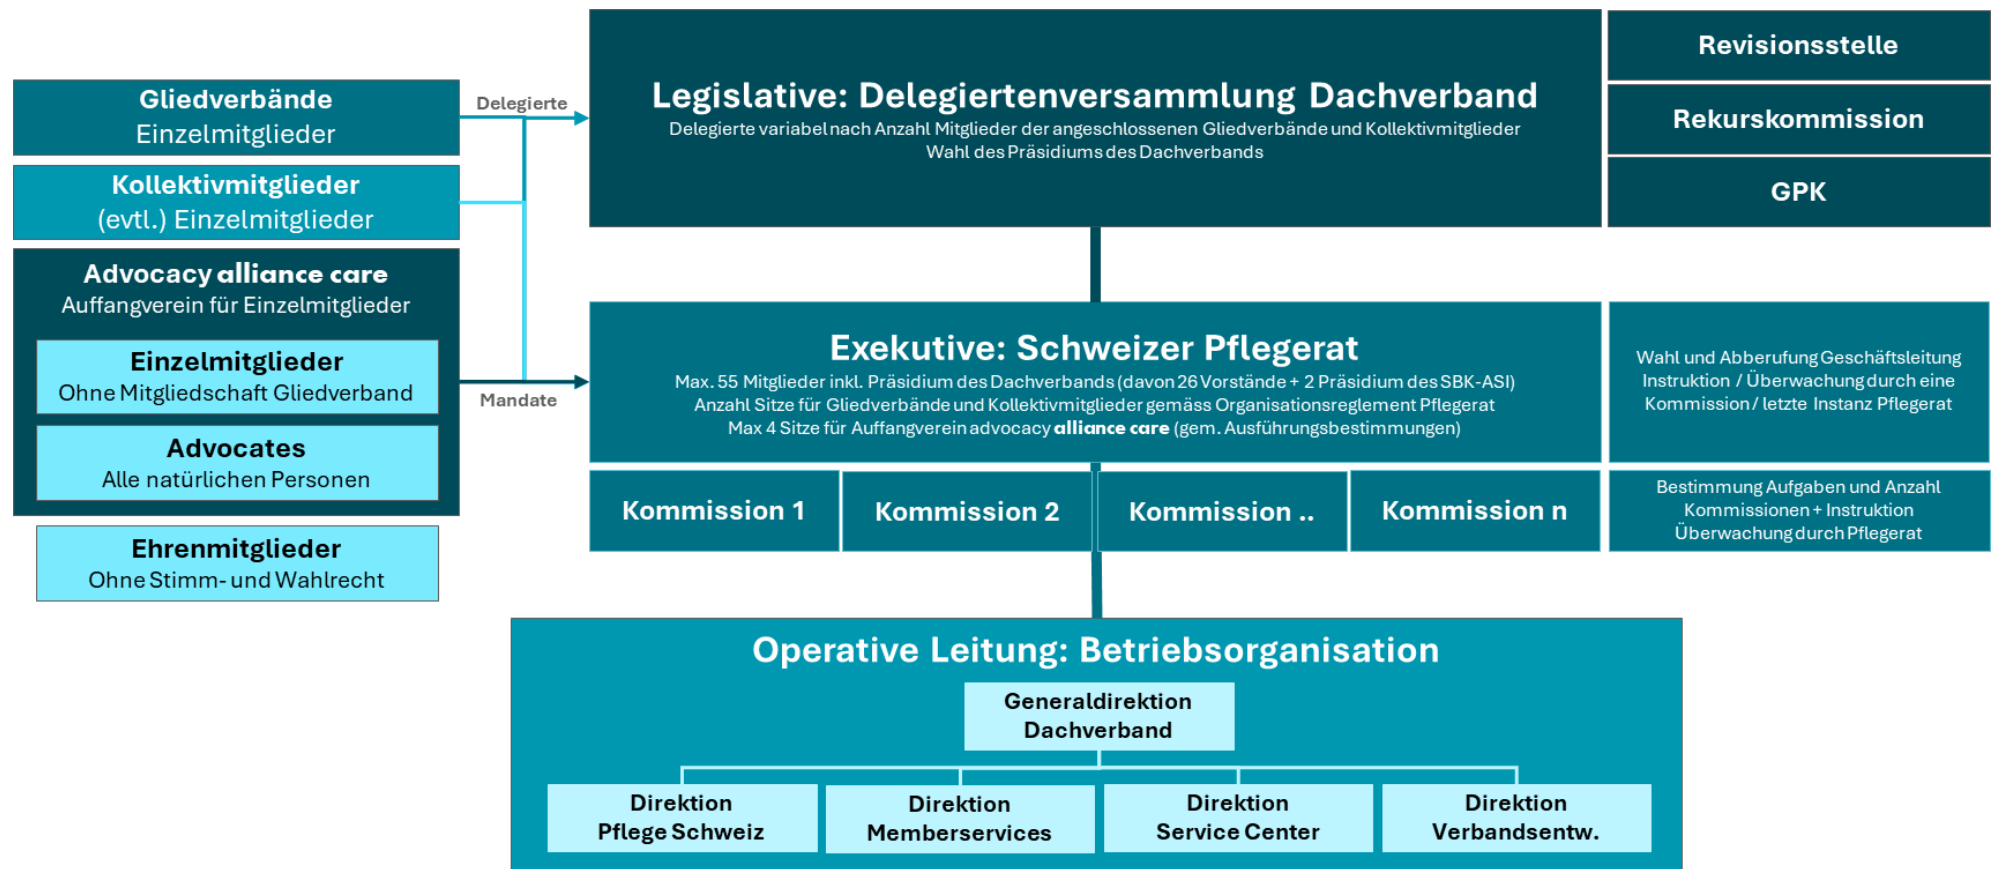 Gliedverbände
Einzelmitglieder
Kollektivmitglieder
(evtl.) Einzelmitglieder
Advocacy alliance care
Auffangverein für Einzelmitglieder
Einzelmitglieder
Ohne Mitgliedschaft Gliedverband
Advocates
Alle natürlichen Personen
Ehrenmitglieder
Ohne Stimm- und Wahlrecht
Delegierte
Mandate
Legislative: Delegiertenversammlung Dachverband
Delegierte variabel nach Anzahl Mitglieder der angeschlossenen Gliedverbände und Kollektivmitglieder
Wahl des Präsidiums des Dachverbands
Revisionsstelle
Rekurskommission
GPK
Exekutive: Schweizer Pflegerat
Max. 55 Mitglieder inkl. Präsidium des Dachverbands (davon 26 Vorstände + 2 Präsidium des SBK-ASI)
Anzahl Sitze für Gliedverbände und Kollektivmitglieder gemäss Organisationsreglement Pflegerat
Max 4 Sitze für Auffangverein advocacy alliance care (gem. Ausführungsbestimmungen)
Wahl und Abberufung Geschäftsleitung
Instruktion / Überwachung durch eine
Kommission / letzte Instanz Pflegerat
Kommission 1
Kommission 2
Kommission ..
Kommission n
Bestimmung Aufgaben und Anzahl
Kommissionen + Instruktion
Überwachung durch Pflegerat
Operative Leitung: Betriebsorganisation
Generaldirektion
Dachverband
Direktion
Pflege Schweiz
Direktion
Memberservices
Direktion
Service Center
Direktion
Verbandsentw.